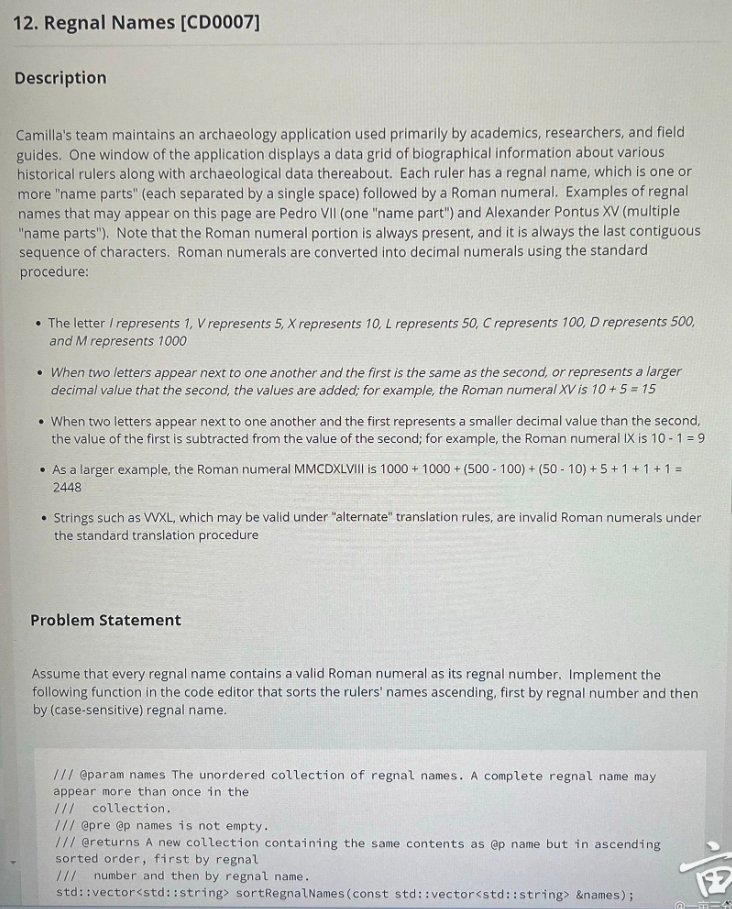 12. Regnal Names [CD0007]
Description
Camilla's team maintains an archaeology application used primarily by academics, researchers, and field
guides. One window of the application displays a data grid of biographical information about various
historical rulers along with archaeological data thereabout. Each ruler has a regnal name, which is one or
more "name parts" (each separated by a single space) followed by a Roman numeral. Examples of regnal
names that may appear on this page are Pedro VII (one "name part") and Alexander Pontus XV (multiple
"name parts"). Note that the Roman numeral portion is always present, and it is always the last contiguous
sequence of characters. Roman numerals are converted into decimal numerals using the standard
procedure:
• The letter I represents 1, V represents 5, X represents 10, L represents 50, C represents 100, D represents 500,
and M represents 1000
• When two letters appear next to one another and the first is the same as the second, or represents a larger
decimal value that the second, the values are added; for example, the Roman numeral XV is 10 + 5 = 15
• When two letters appear next to one another and the first represents a smaller decimal value than the second,
the value of the first is subtracted from the value of the second; for example, the Roman numeral IX is 10 - 1 = 9
• As a larger example, the Roman numeral MMCDXLVIII is 1000 + 1000 + (500 - 100) + (50 - 10) + 5 + 1 + 1 + 1 =
2448
• Strings such as VVXL, which may be valid under "alternate" translation rules, are invalid Roman numerals under
the standard translation procedure
Problem Statement
Assume that every regnal name contains a valid Roman numeral as its regnal number. Implement the
following function in the code editor that sorts the rulers' names ascending, first by regnal number and then
by (case-sensitive) regnal name.
/// @param names The unordered collection of regnal names. A complete regnal name may
appear more than once in the
/// collection.
/// @pre @p names is not empty.
/// @returns A new collection containing the same contents as @p name but in ascending
sorted order, first by regnal
/// number and then by regnal name.
std::vector<std::string> sortRegnalNames(const std::vector<std::string> &names);